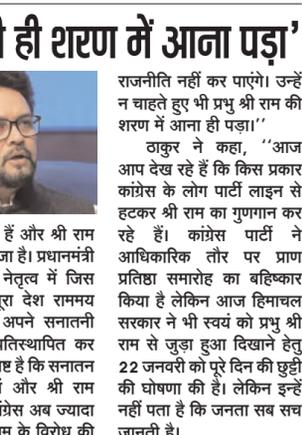 ही शरण में आना पड़ा’
हैं और श्री राम
जा है। प्रधानमंत्री
नेतृत्व में जिस
पूरा देश राममय
अपने सनातनी
प्रतिस्थापित कर
ष्ट है कि सनातन
और श्री राम
कांग्रेस अब ज्यादा
के विरोध की
राजनीति नहीं कर पाएंगे। उन्हें
न चाहते हुए भी प्रभु श्री राम की
शरण में आना ही पड़ा।’’
ठाकुर ने कहा, ‘‘आज
आप देख रहे हैं कि किस प्रकार
कांग्रेस के लोग पार्टी लाइन से
हटकर श्री राम का गुणगान कर
रहे हैं। कांग्रेस पार्टी ने
आधिकारिक तौर पर प्राण
प्रतिष्ठा समारोह का बहिष्कार
किया है लेकिन आज हिमाचल
सरकार ने भी स्वयं को प्रभु श्री
राम से जुड़ा हुआ दिखाने हेतु
22 जनवरी को पूरे दिन की छुट्टी
की घोषणा की है। लेकिन इन्हें
नहीं पता है कि जनता सब सच
जानती है।